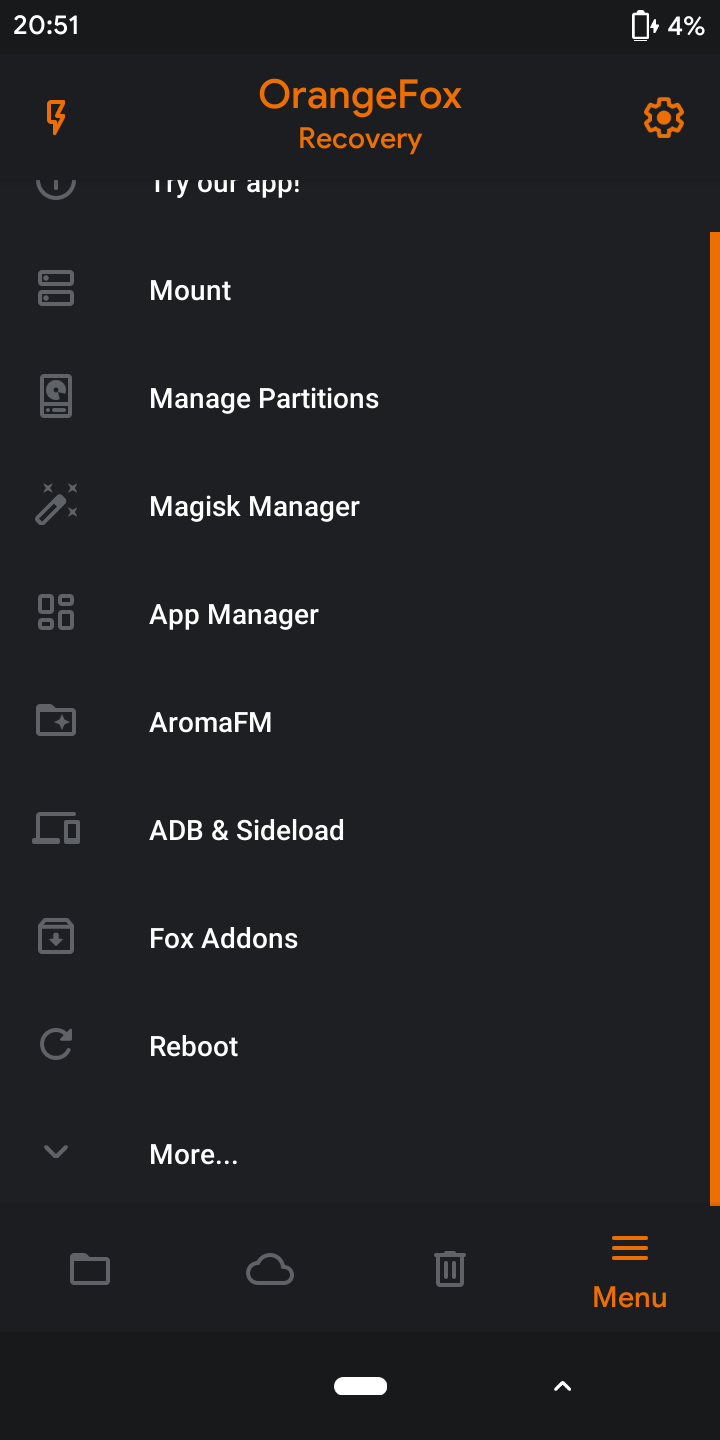 20:51
4%
OrangeFox
Recovery
Try our app!
Mount
Manage Partitions
Magisk Manager
App Manager
AromaFM
ADB & Sideload
Fox Addons
Reboot
More...
Menu